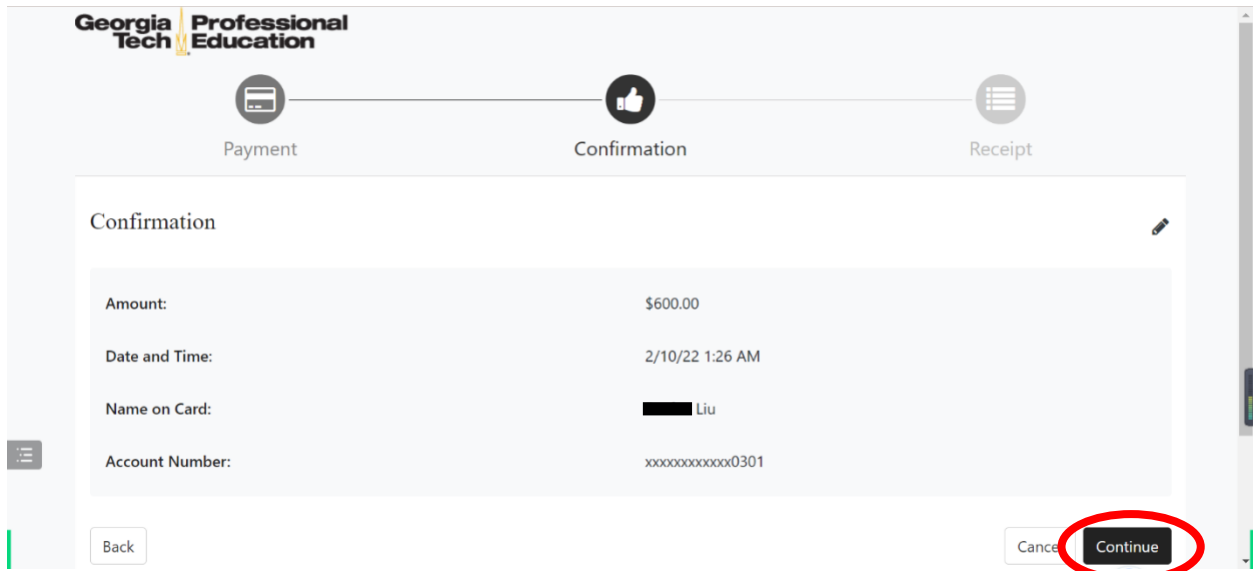 Georgia Professional
Tech Education
Payment
Confirmation
Receipt
Confirmation
Amount: $600.00
Date and Time: 2/10/22 1:26 AM
Name on Card: Liu
Account Number: xxxxxxxxxxxx0301
Back
Cance
Continue